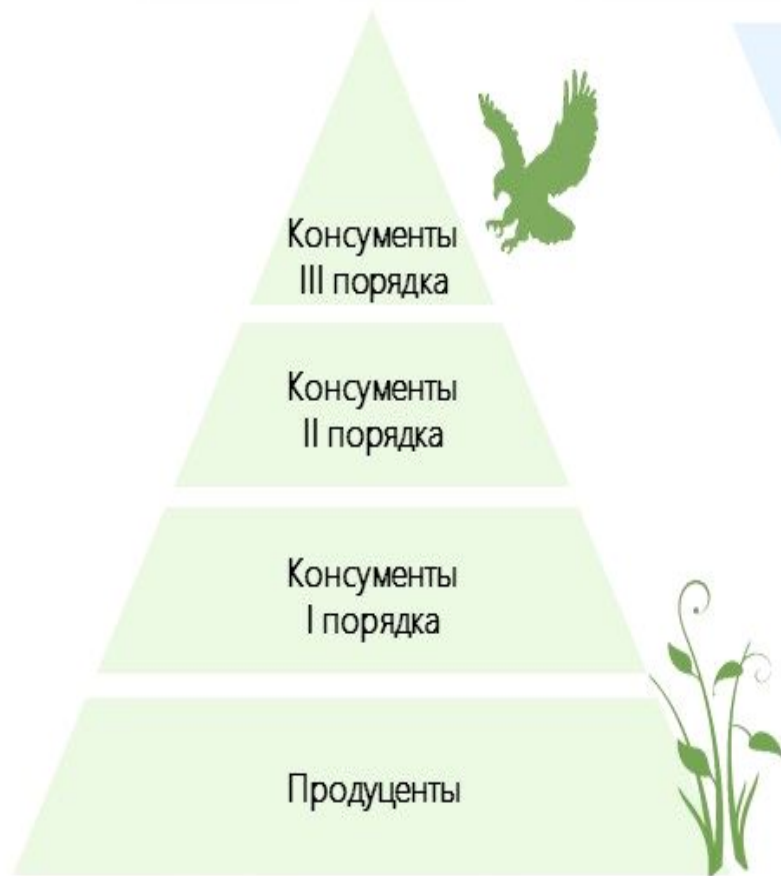 Консументы
III порядка
Консументы
II порядка
Консументы
I порядка
Продуценты